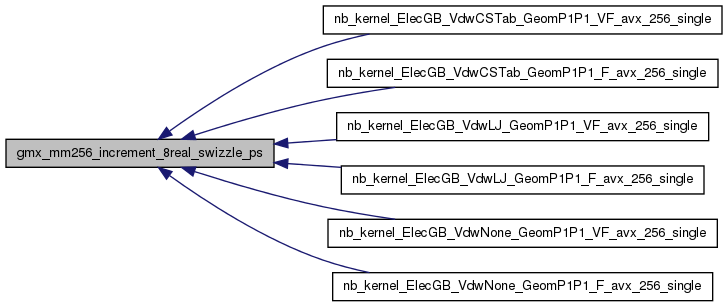 nb_kernel_ElecGB_VdwCSTab_GeomP1P1_VF_avx_256_single
nb_kernel_ElecGB_VdwCSTab_GeomP1P1_F_avx_256_single
nb_kernel_ElecGB_VdwLJ_GeomP1P1_VF_avx_256_single
gmx_mm256_increment_8real_swizzle_ps
nb_kernel_ElecGB_VdwLJ_GeomP1P1_F_avx_256_single
nb_kernel_ElecGB_VdwNone_GeomP1P1_VF_avx_256_single
nb_kernel_ElecGB_VdwNone_GeomP1P1_F_avx_256_single